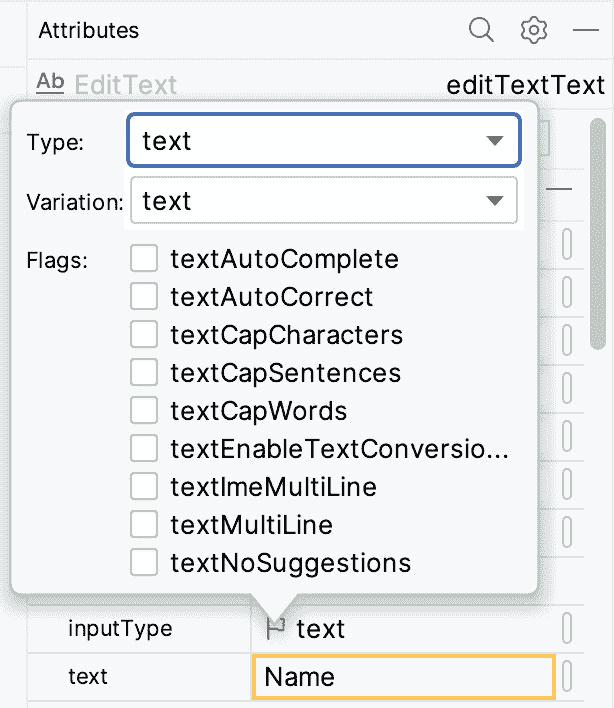 Attributes
Ab EditText editTextText
Type: text
Variation: text
Flags: textAutoComplete
textAutoCorrect
textCapCharacters
textCapSentences
textCapWords
textEnableTextConversio...
textImeMultiLine
textMultiLine
textNoSuggestions
inputType text
text Name